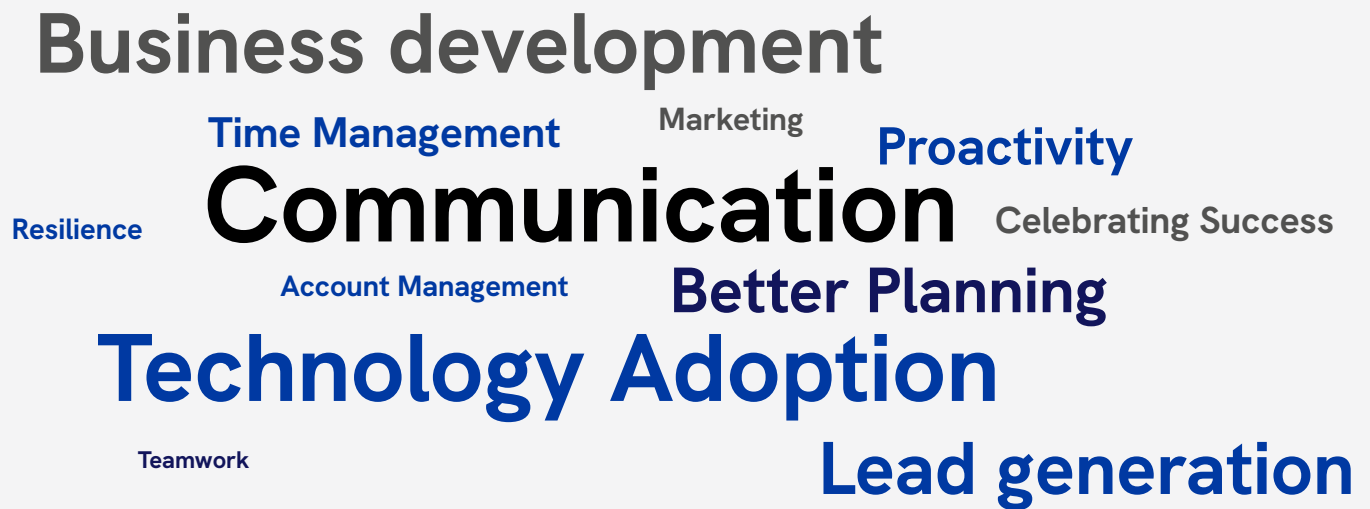 Business development
Marketing
Time Management
Proactivity
Communication
Celebrating Success
Resilience
Account Management
Better Planning
Technology Adoption
Teamwork
Lead generation